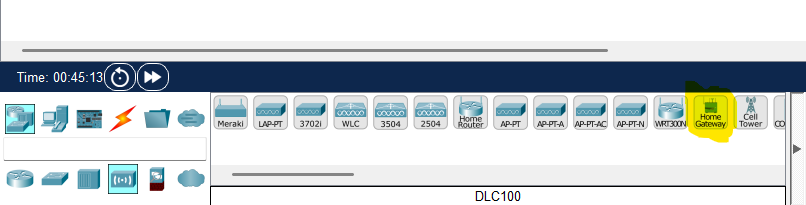 Time: 00:45:13
Meraki
LAP-PT
3702i
WLC
3504
2504
Home
Router
AP-PT
AP-PT-A
AP-PT-AC
AP-PT-N
WRT300N
Home
Gateway
Cell
Tower
CO
DLC100